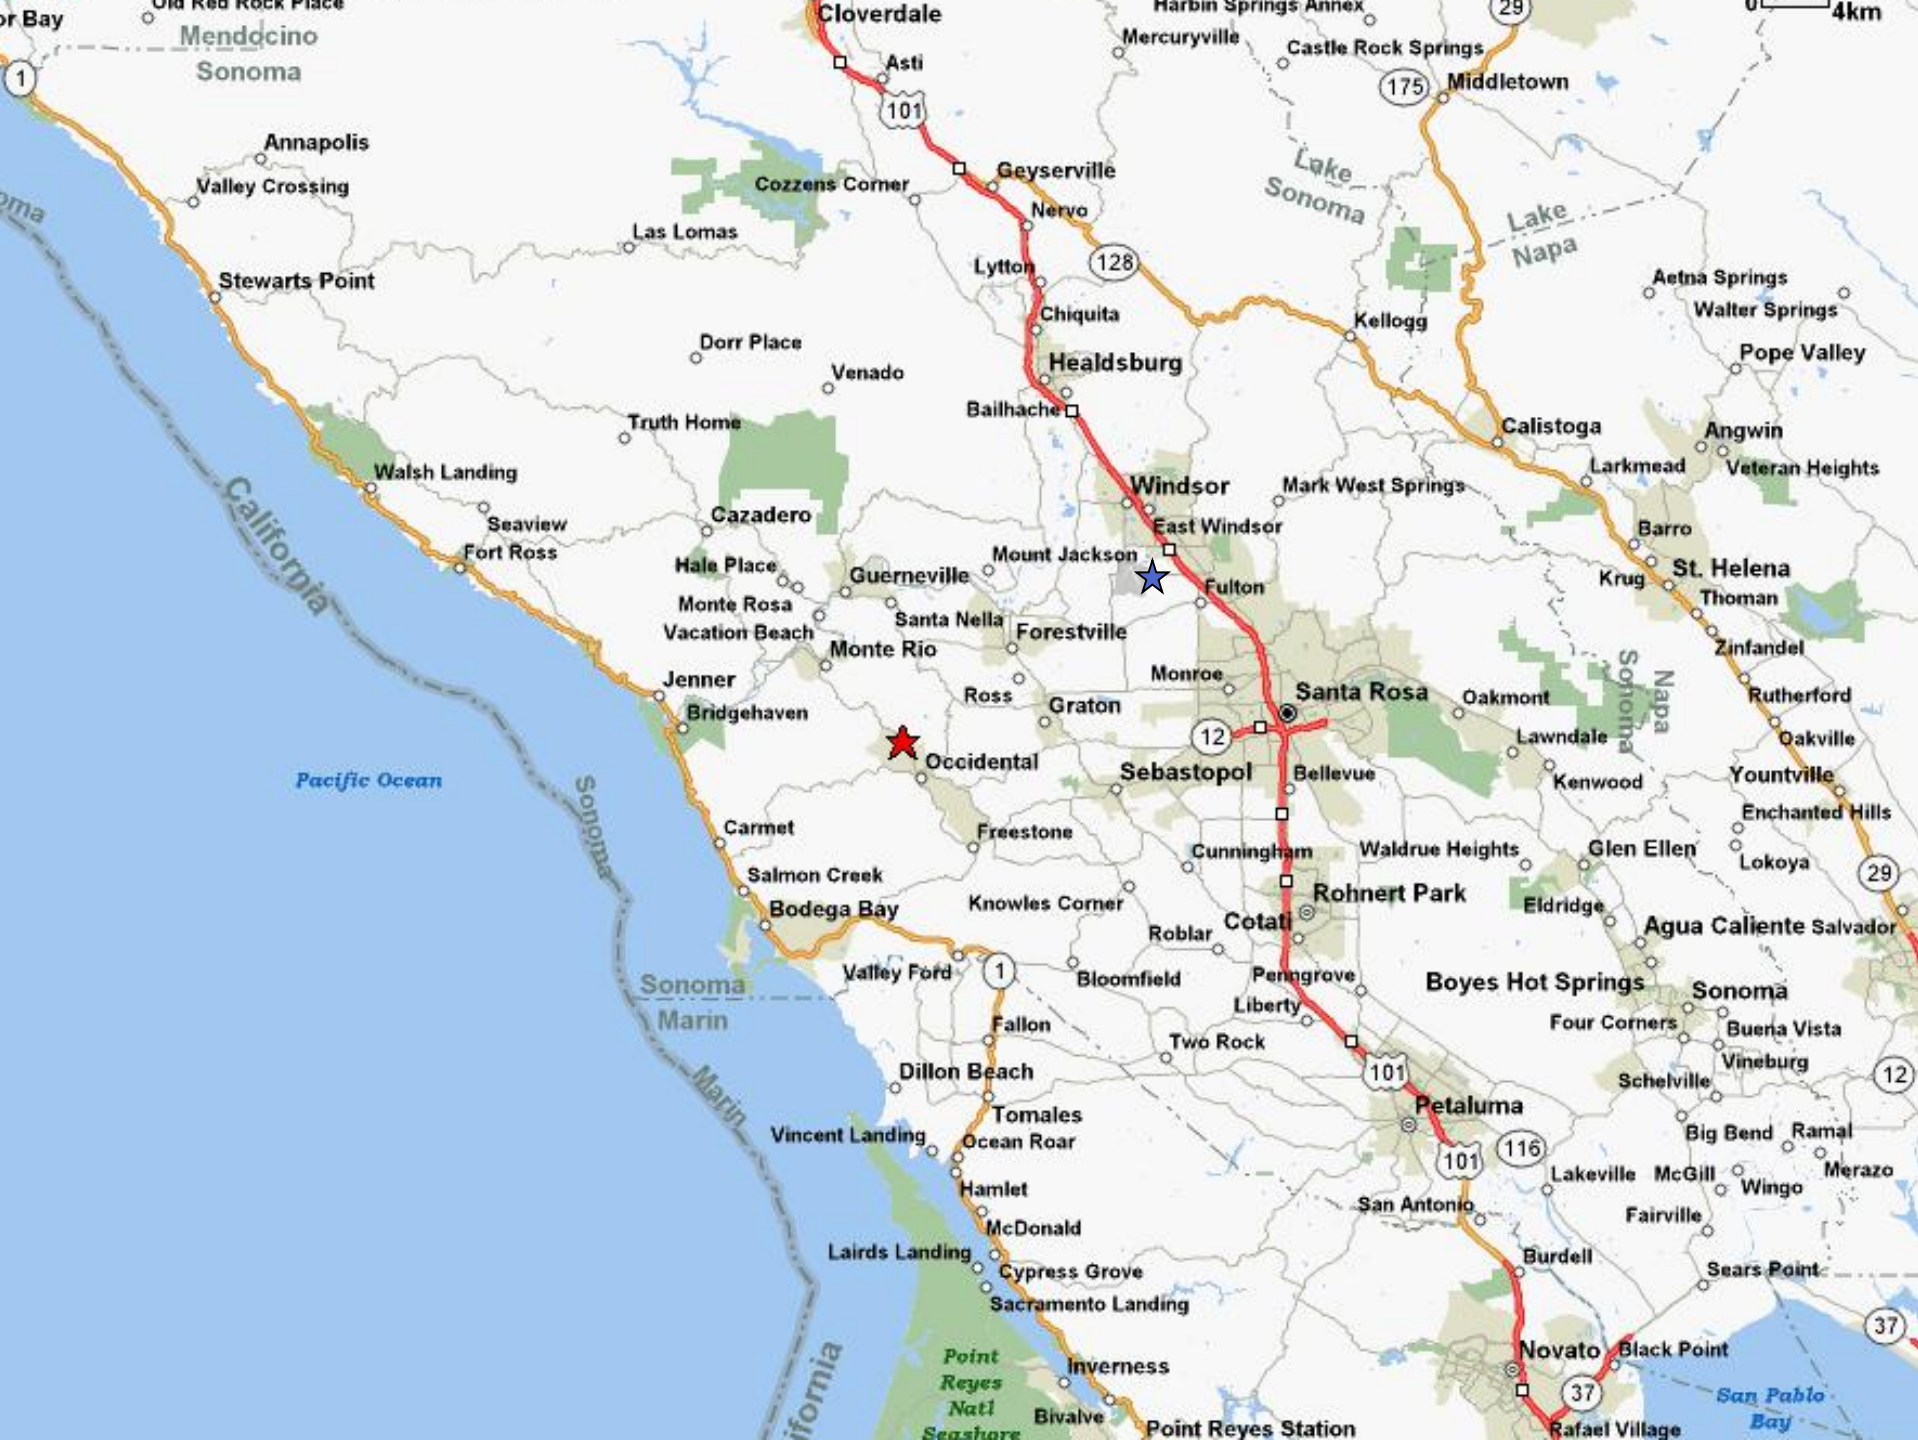 Old Red Rock Place
or Bay
Mendocino
Sonoma
1
Cloverdale
Asti
101
Harbin Springs Annex
29
0
4km
Mercuryville
Castle Rock Springs
175
Middletown
Annapolis
Valley Crossing
Geyserville
Cozzens Corner
Nervo
Lake
Sonoma
Lake
Napa
oma
Las Lomas
Lytton
128
Stewarts Point
Aetna Springs
Walter Springs
Chiquita
Kellogg
Dorr Place
Healdsburg
Pope Valley
Venado
Bailhache
Truth Home
Calistoga
Angwin
Walsh Landing
Larkmead
Veteran Heights
California
Windsor
Mark West Springs
Seaview
Cazadero
East Windsor
Barro
Fort Ross
Mount Jackson
Hale Place
Guerneville
Fulton
Krug
St. Helena
Thoman
Monte Rosa
Santa Nella
Vacation Beach
Forestville
Monte Rio
Zinfandel
Jenner
Monroe
Ross
Santa Rosa
Oakmont
Sonoma
Napa
Rutherford
Bridgehaven
Graton
12
Lawndale
Oakville
Occidental
Pacific Ocean
Sebastopol
Bellevue
Kenwood
Yountville
Sonoma
Enchanted Hills
Carmet
Freestone
Cunningham
Waldrue Heights
Glen Ellen
Lokoya
29
Salmon Creek
Knowles Corner
Rohnert Park
Bodega Bay
Eldridge
Cotati
Roblar
Agua Caliente
Salvador
Valley Ford
1
Bloomfield
Penngrove
Boyes Hot Springs
Sonoma
Marin
Liberty
Sonoma
Fallon
Four Corners
Buena Vista
Two Rock
Vineburg
Dillon Beach
101
Schelville
12
Marin
Tomales
Petaluma
Vincent Landing
Ocean Roar
116
Big Bend
Ramal
101
Hamlet
Lakeville
McGill
Wingo
Merazo
San Antonio
Fairville
McDonald
Lairds Landing
Burdell
Cypress Grove
Sears Point
Sacramento Landing
37
Point
Reyes
Natl
Seashore
ifornia
Inverness
Novato
Black Point
37
San Pablo
Bay
Bivalve
Point Reyes Station
Rafael Village